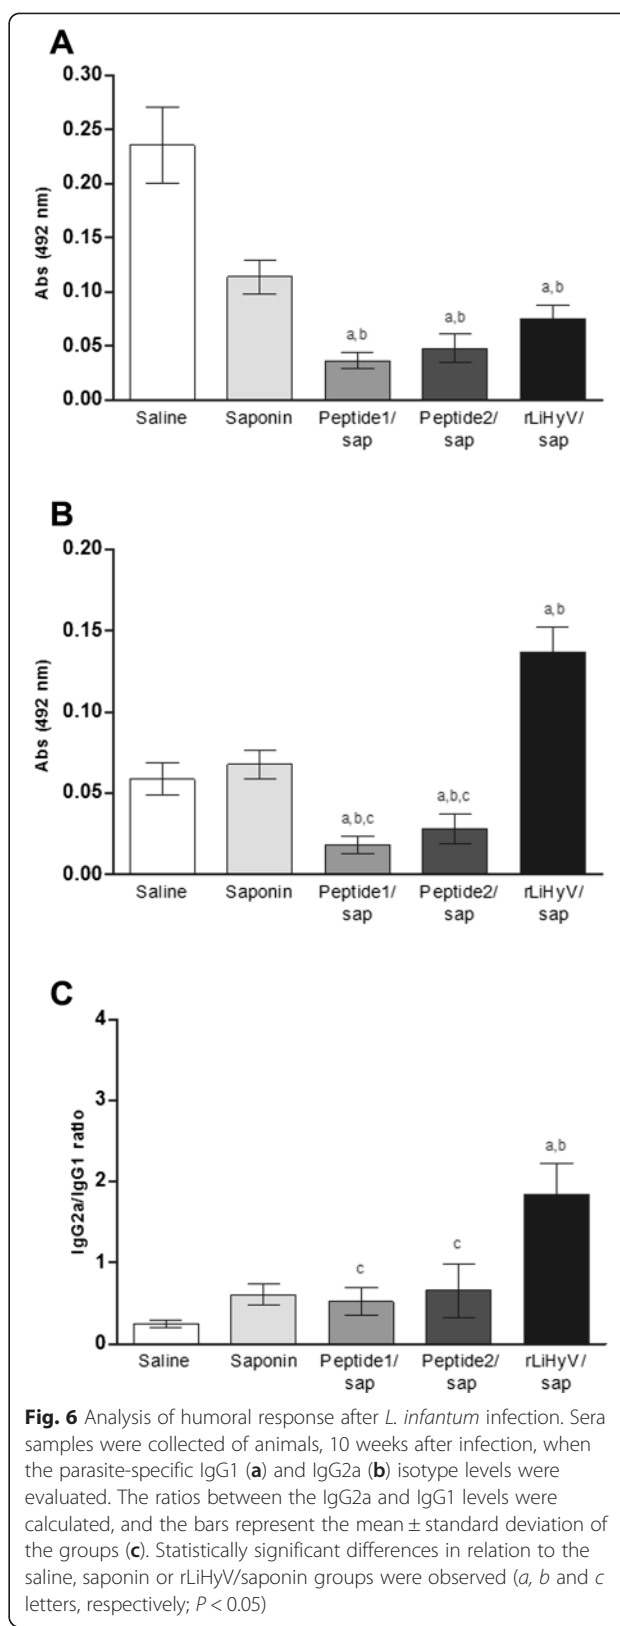 A
0.30
0.25
0.20
0.15
0.10
0.05
0.00
Abs (492 nm)
a,b
a,b
a,b
Saline Saponin Peptide1/ Peptide2/ rLiHyV/
sap sap sap
B
0.20
0.15
0.10
0.05
0.00
Abs (492 nm)
a,b
a,b,c
a,b,c
Saline Saponin Peptide1/ Peptide2/ rLiHyV/
sap sap sap
C
4
3
2
1
0
IgG2a/IgG1 ratio
a,b
c
c
Saline Saponin Peptide1/ Peptide2/ rLiHyV/
sap sap sap
Fig. 6 Analysis of humoral response after L. infantum infection. Sera
samples were collected of animals, 10 weeks after infection, when
the parasite-specific IgG1 (a) and IgG2a (b) isotype levels were
evaluated. The ratios between the IgG2a and IgG1 levels were
calculated, and the bars represent the mean ± standard deviation of
the groups (c). Statistically significant differences in relation to the
saline, saponin or rLiHyV/saponin groups were observed (a, b and c
letters, respectively; P < 0.05)